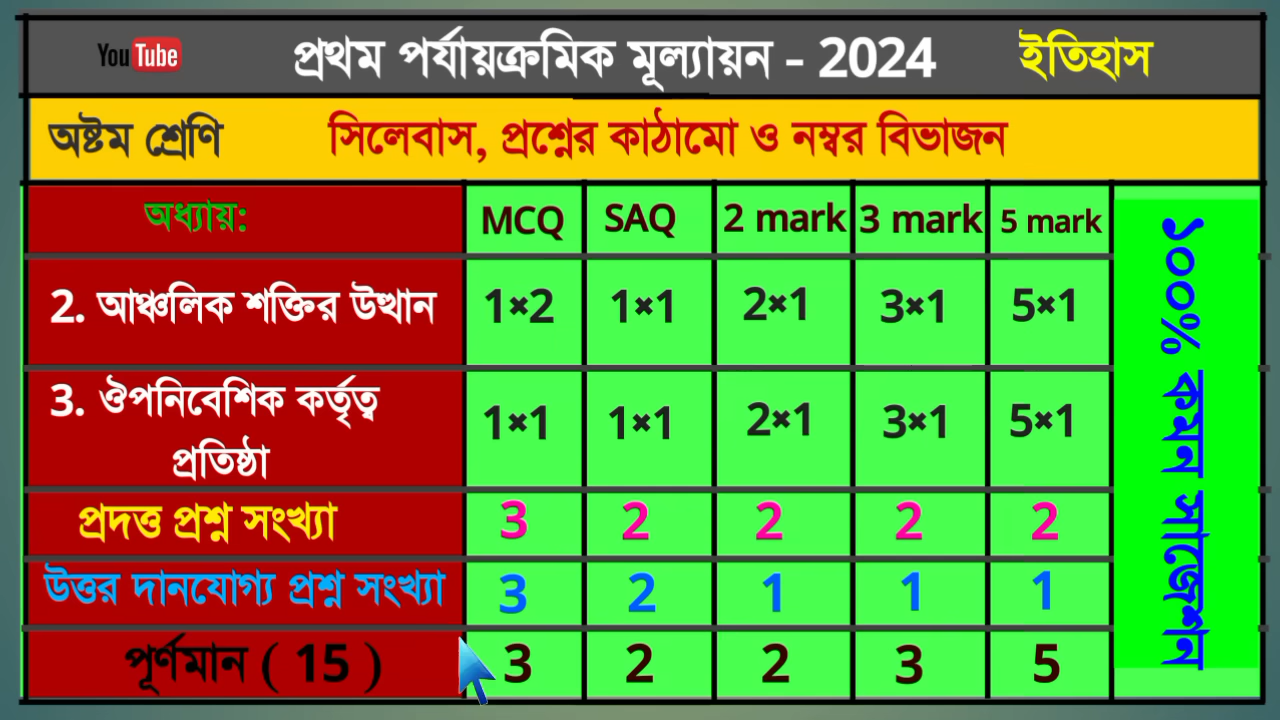 YouTube প্রথম পর্যায়ক্রমিক মূল্যায়ন - 2024 ইতিহাস
অষ্টম শ্রেণি সিলেবাস, প্রশ্নের কাঠামো ও নম্বর বিভাজন
অধ্যায়: MCQ SAQ 2 mark 3 mark 5 mark
2. আঞ্চলিক শক্তির উত্থান 1×2 1×1 2×1 3×1 5×1
3. ঔপনিবেশিক কর্তৃত্ব
প্রতিষ্ঠা 1×1 1×1 2×1 3×1 5×1
প্রদত্ত প্রশ্ন সংখ্যা 3 2 2 2 2
উত্তর দানযোগ্য প্রশ্ন সংখ্যা 3 2 1 1 1
পূর্ণমান ( 15 ) 3 2 2 3 5
১০০% কমন সাজেশন